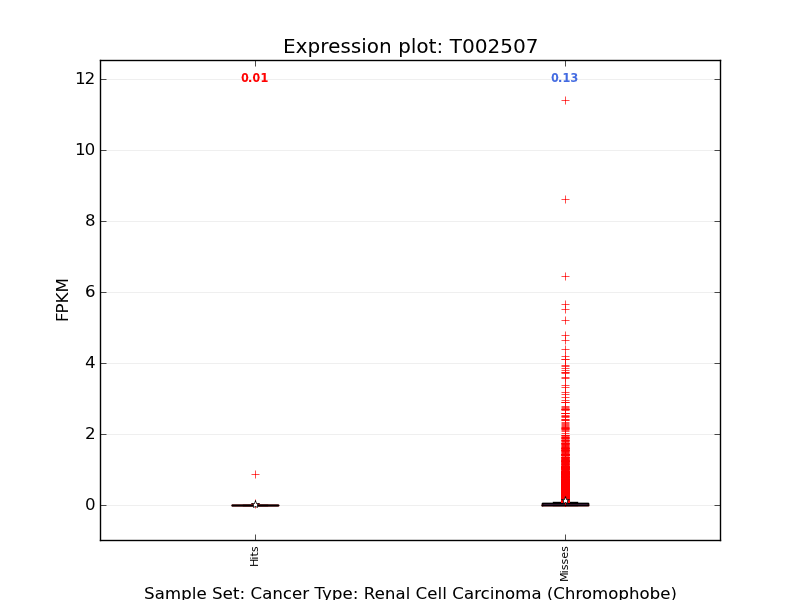 Expression plot: T002507
0.01
0.13
12
10
8
6
4
2
0
FPKM
Hits
Misses
Sample Set: Cancer Type: Renal Cell Carcinoma (Chromophobe)